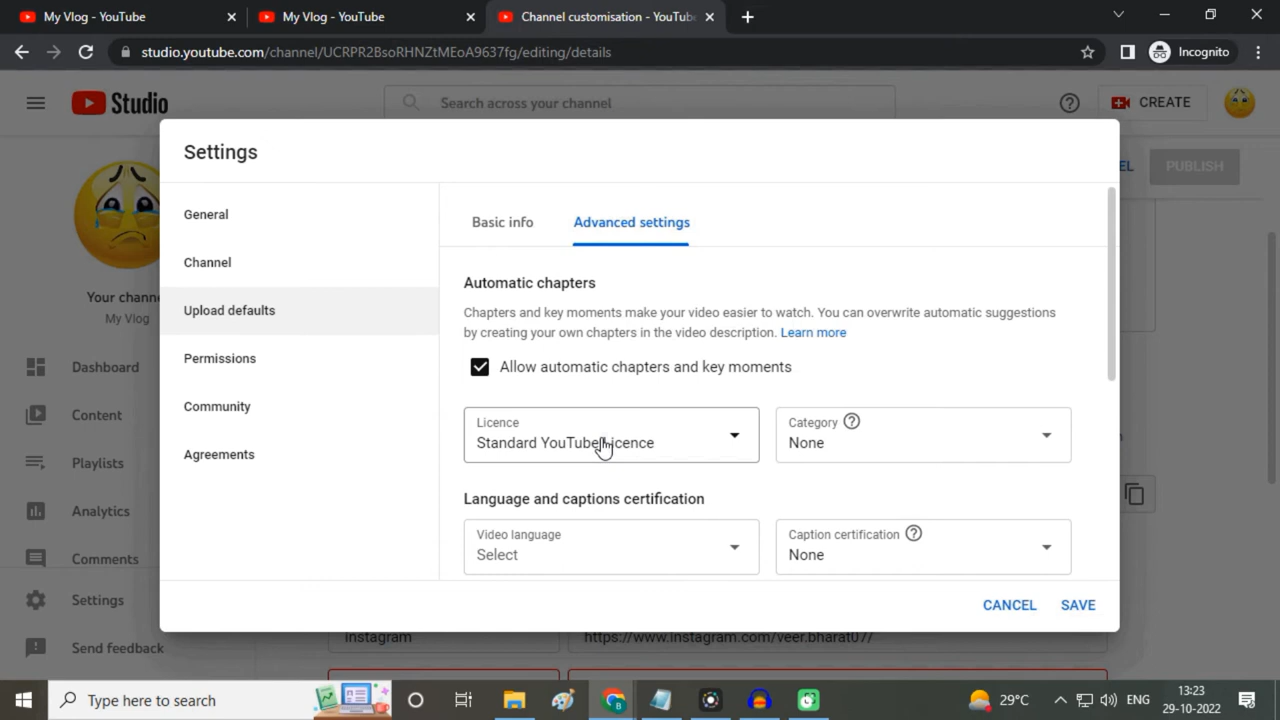 My Vlog - YouTube
My Vlog - YouTube
Channel customisation - YouTube
studio.youtube.com/channel/UCRPR2BsoRHNZtMEoA9637fg/editing/details
Incognito
Studio
Search across your channel
CREATE
EL
PUBLISH
Your chann
My Vlog
Dashboard
Content
Playlists
Analytics
Comments
Settings
Send feedback
Settings
General
Channel
Upload defaults
Permissions
Community
Agreements
Basic info
Advanced settings
Automatic chapters
Chapters and key moments make your video easier to watch. You can overwrite automatic suggestions
by creating your own chapters in the video description. Learn more
Allow automatic chapters and key moments
Licence
Standard YouTube Licence
Category
None
Language and captions certification
Video language
Select
Caption certification
None
CANCEL
SAVE
Instagram
https://www.instagram.com/veer.bharat07/
Type here to search
29°C
ENG
13:23
29-10-2022